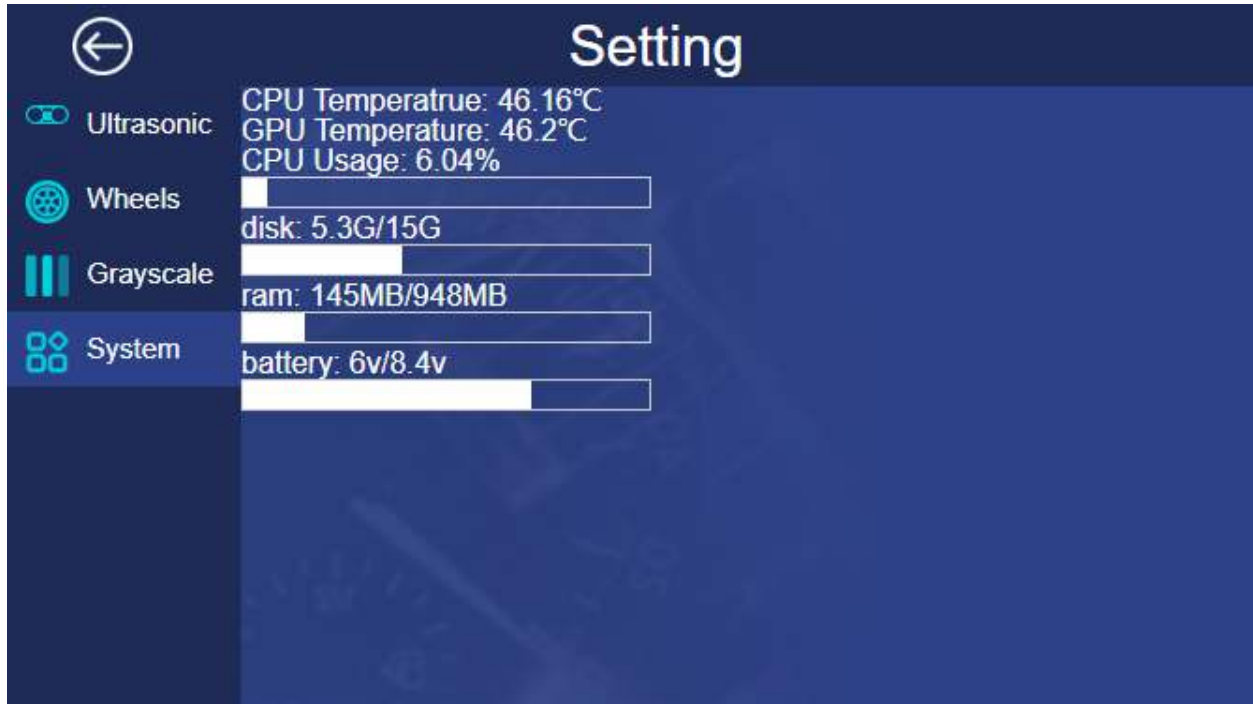 Setting
Ultrasonic
Wheels
Grayscale
System
CPU Temperatrue: 46.16℃
GPU Temperature: 46.2℃
CPU Usage: 6.04%
disk: 5.3G/15G
ram: 145MB/948MB
battery: 6v/8.4v